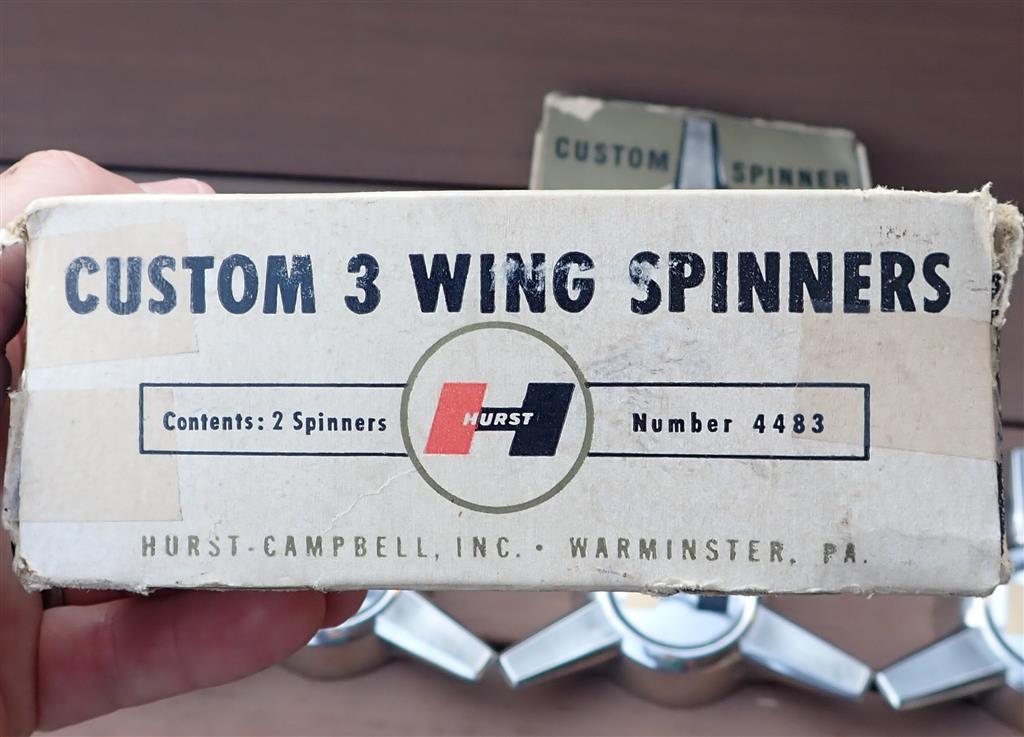 CUSTOM SPINNER
CUSTOM 3 WING SPINNERS
Contents: 2 Spinners
HURST
Number 4483
HURST-CAMPBELL, INC. • WARMINSTER, PA.